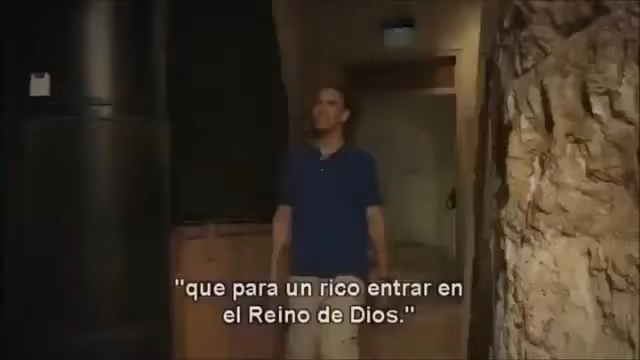 "que para un rico entrar en
el Reino de Dios."